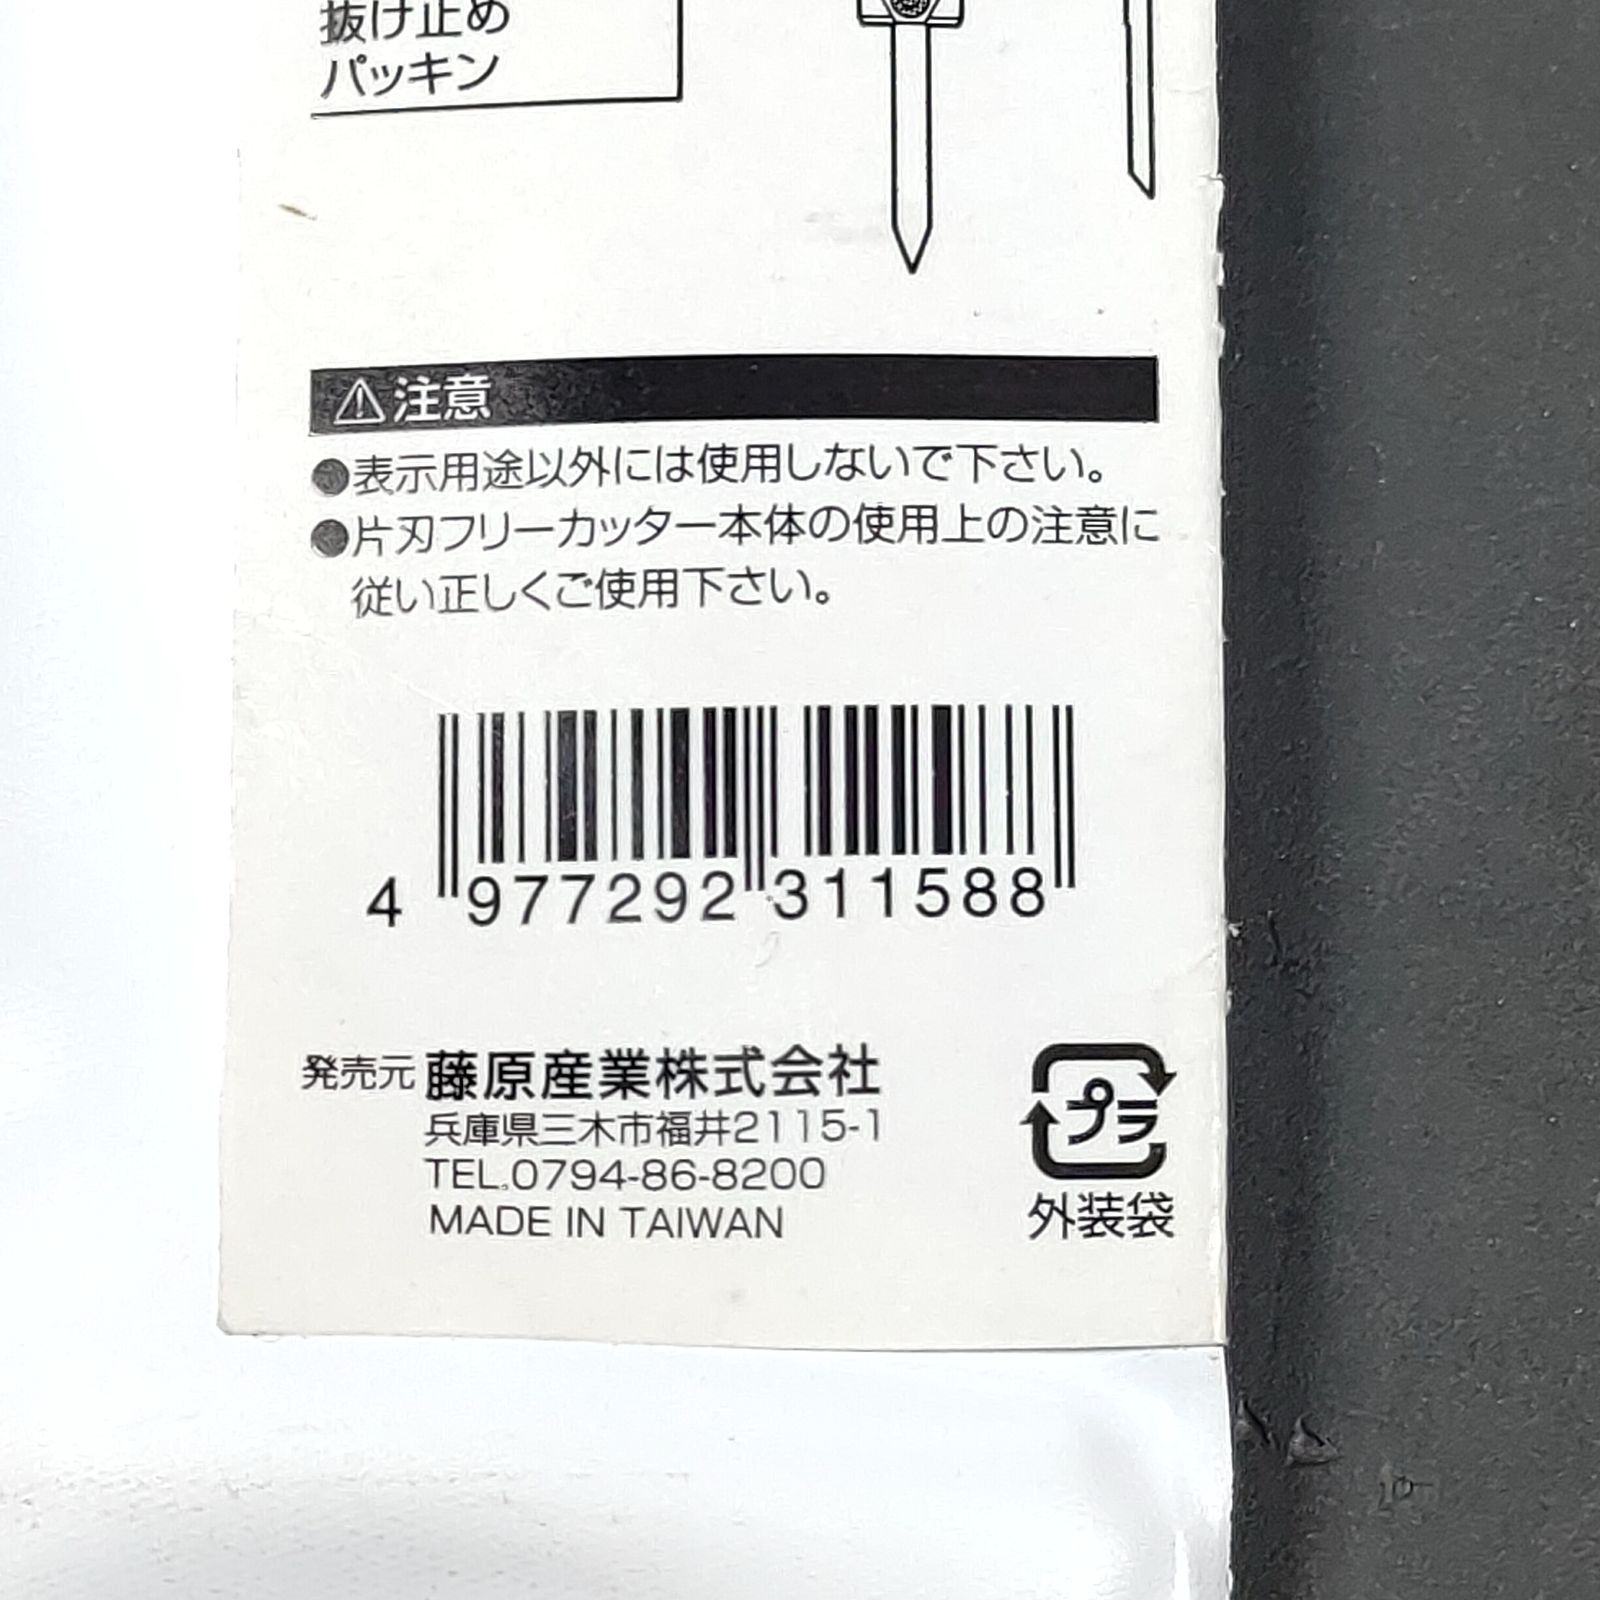 抜け止め
パッキン
注意
●表示用途以外には使用しないで下さい。
●片刃フリーカッター本体の使用上の注意に
従い正しくご使用下さい。
4 977292 311588
発売元 藤原産業株式会社
兵庫県三木市福井2115-1
TEL.0794-86-8200
MADE IN TAIWAN
プラ
外装袋